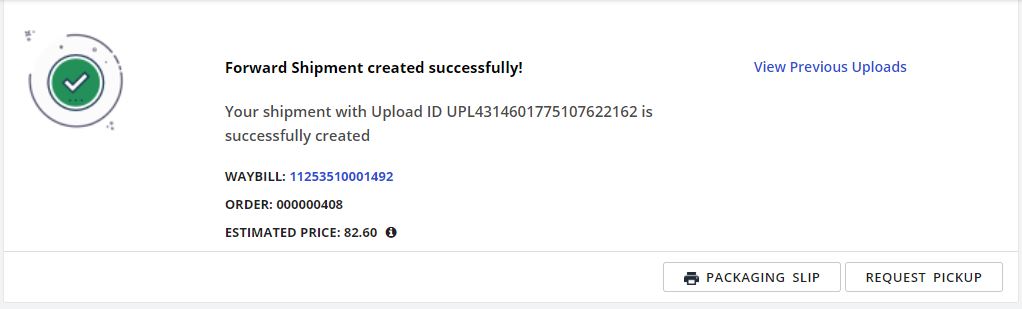 Forward Shipment created successfully!
View Previous Uploads
Your shipment with Upload ID UPL4314601775107622162 is
successfully created
WAYBILL: 11253510001492
ORDER: 000000408
ESTIMATED PRICE: 82.60
PACKAGING SLIP
REQUEST PICKUP